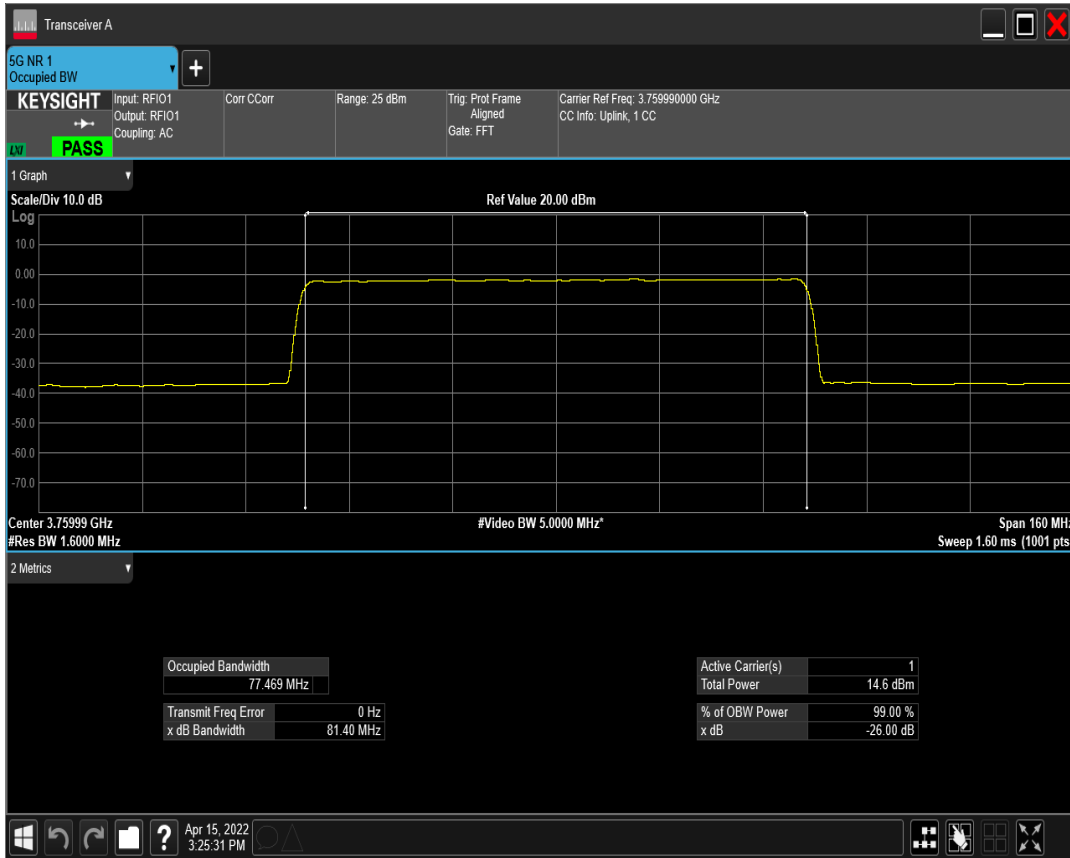 Transceiver A
5G NR 1
Occupied BW
+
KEYSIGHT
LXI
PASS
Input: RFIO1
Output: RFIO1
Coupling: AC
Corr CCorr
Range: 25 dBm
Trig: Prot Frame
Aligned
Gate: FFT
Carrier Ref Freq: 3.759990000 GHz
CC Info: Uplink, 1 CC
1 Graph
Scale/Div 10.0 dB
Ref Value 20.00 dBm
Log
10.0
0.00
-10.0
-20.0
-30.0
-40.0
-50.0
-60.0
-70.0
Center 3.75999 GHz
#Video BW 5.0000 MHz*
Span 160 MHz
#Res BW 1.6000 MHz
Sweep 1.60 ms (1001 pts
2 Metrics
Occupied Bandwidth
77.469 MHz
Transmit Freq Error 0 Hz
x dB Bandwidth 81.40 MHz
Active Carrier(s) 1
Total Power 14.6 dBm
% of OBW Power 99.00 %
x dB -26.00 dB
?
Apr 15, 2022
3:25:31 PM